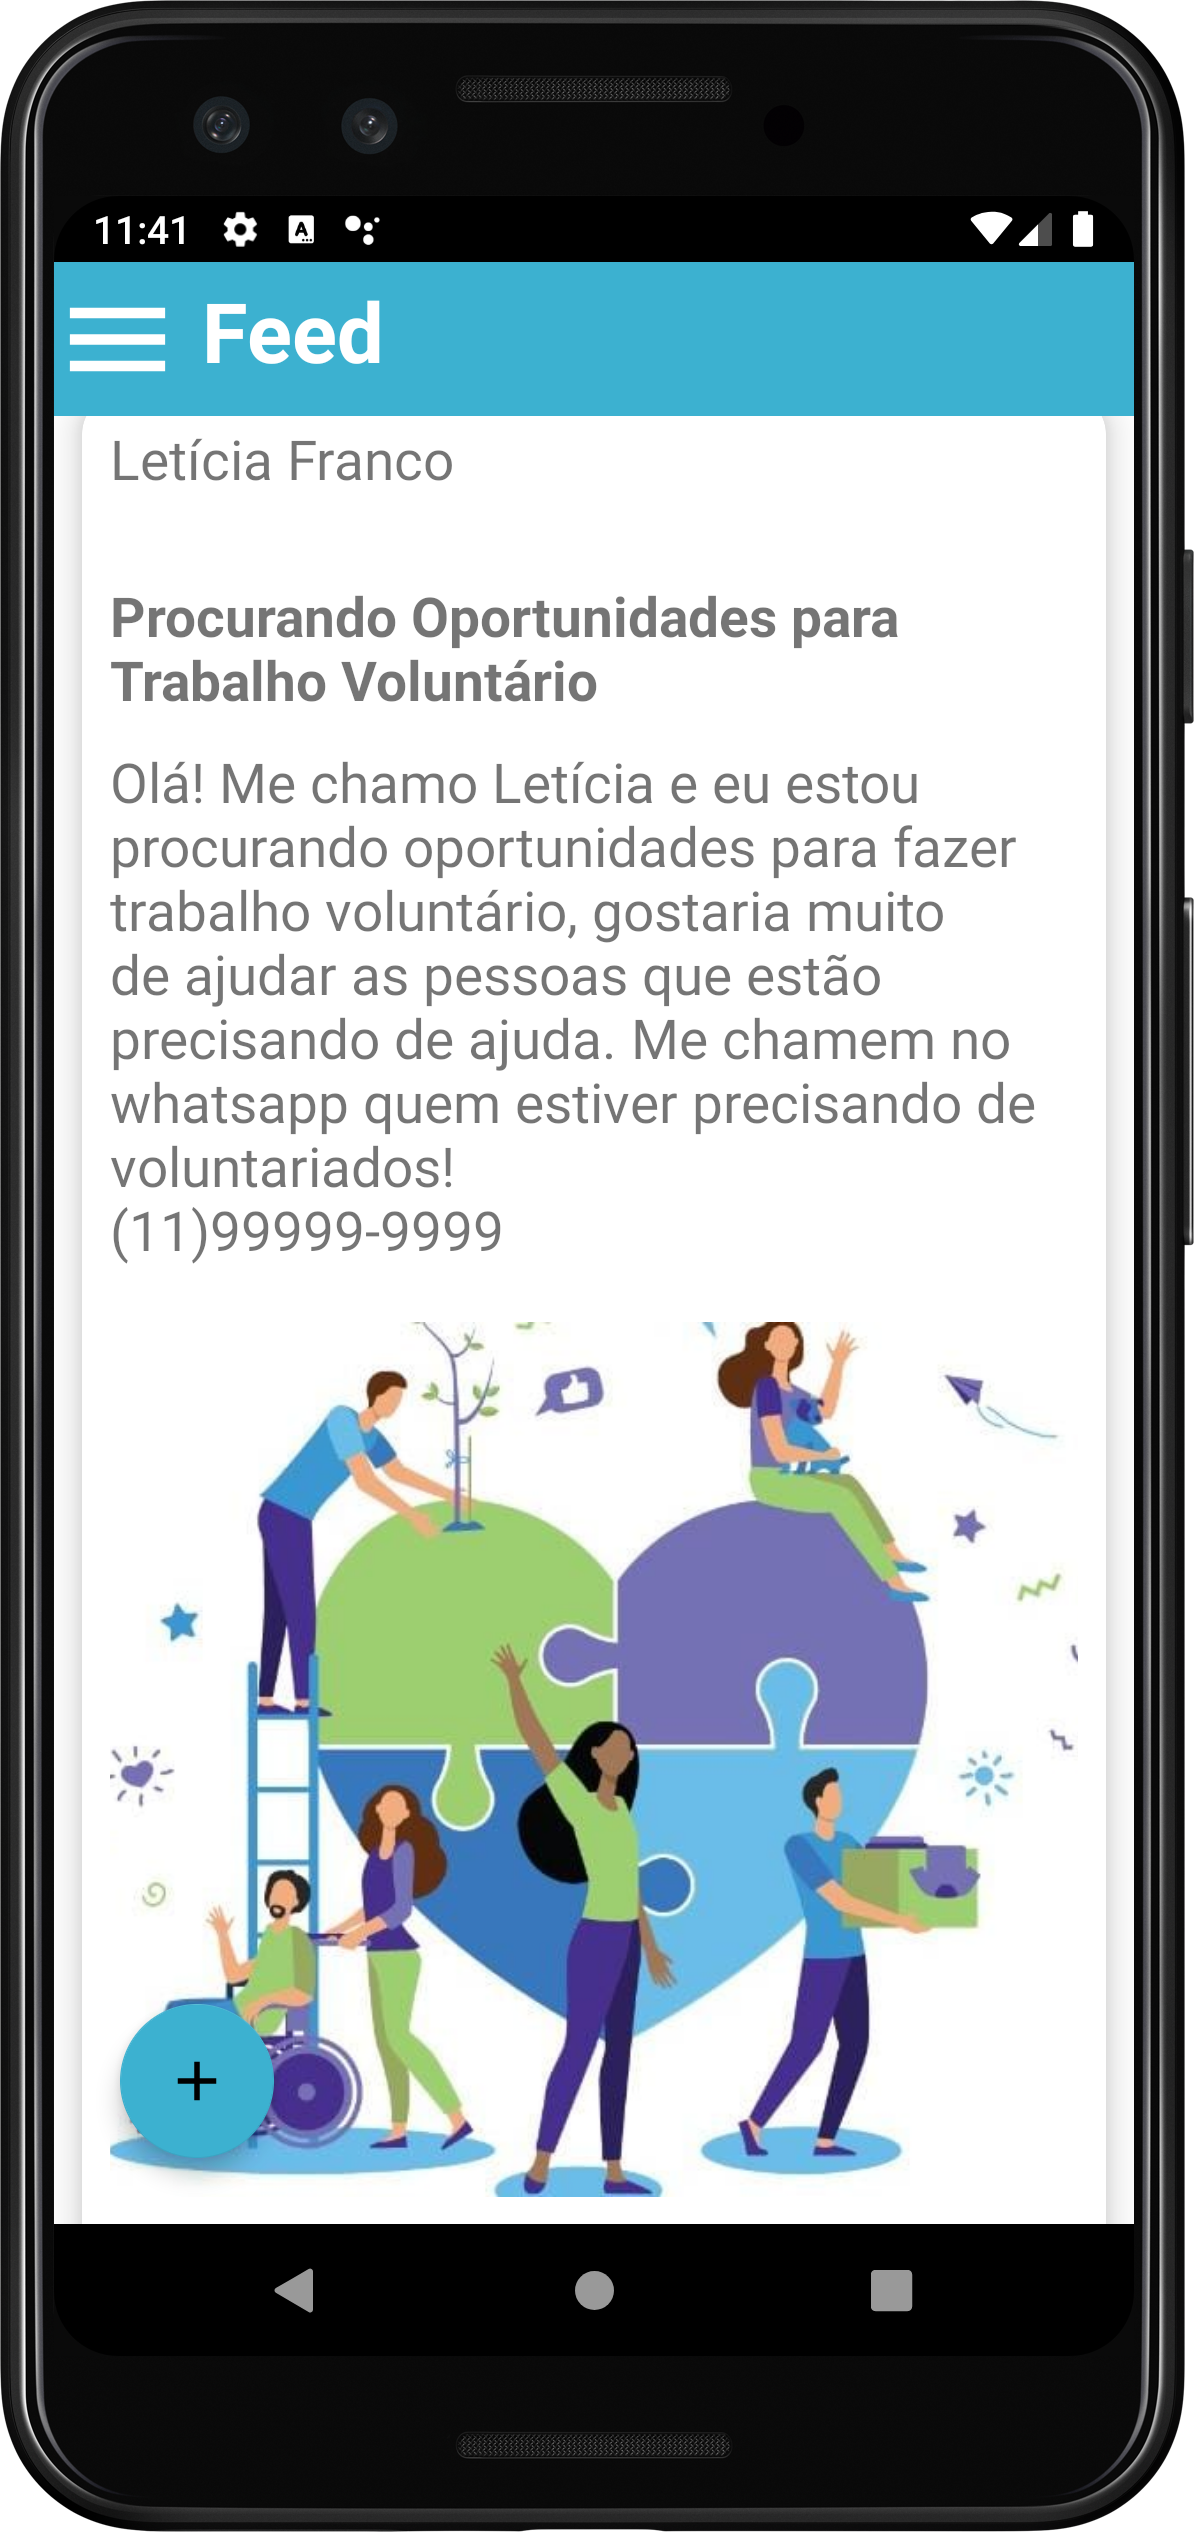 11:41
Feed
Letícia Franco
Procurando Oportunidades para
Trabalho Voluntário
Olá! Me chamo Letícia e eu estou
procurando oportunidades para fazer
trabalho voluntário, gostaria muito
de ajudar as pessoas que estão
precisando de ajuda. Me chamem no
whatsapp quem estiver precisando de
voluntariados!
(11)99999-9999